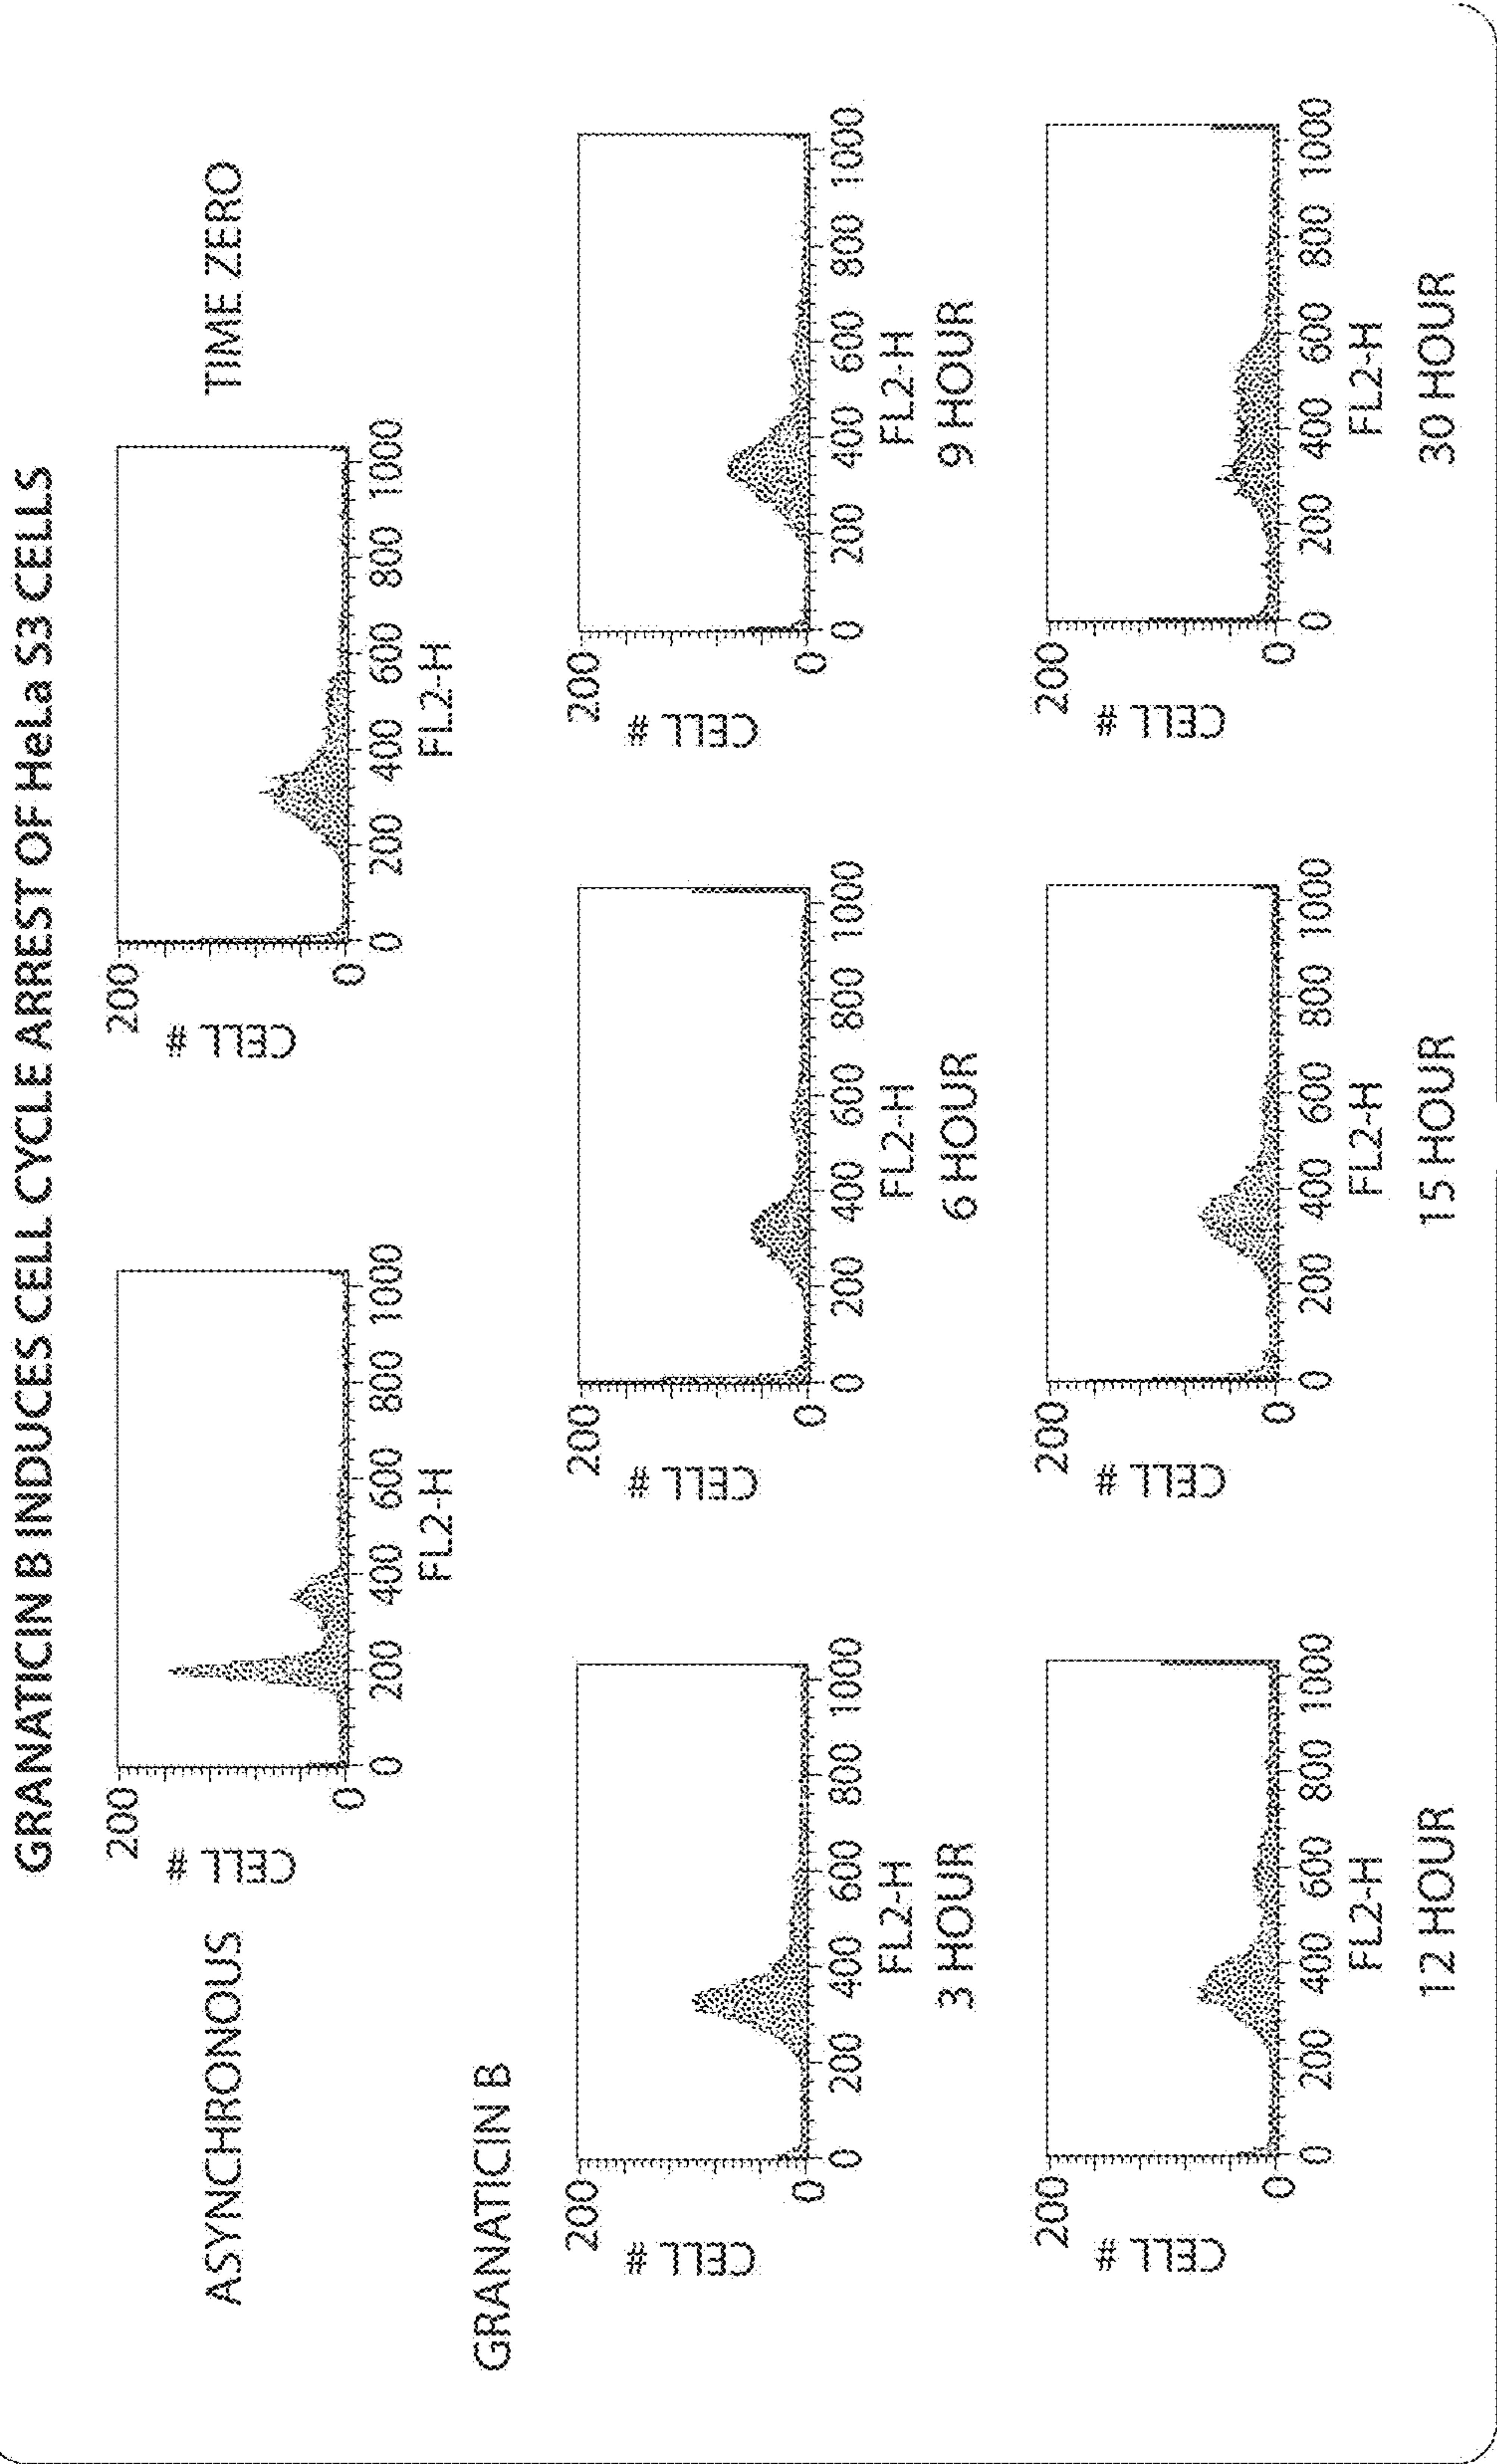 GRANATICIN B INDUCES CELL CYCLE ARREST OF HeLa S3 CELLS
ASYNCHRONOUS
CELL #
200
0
0 200 400 600 800 1000
FL2-H
CELL #
200
0
0 200 400 600 800 1000
FL2-H
TIME ZERO
GRANATICIN B
CELL #
200
0
0 200 400 600 800 1000
FL2-H
3 HOUR
CELL #
200
0
0 200 400 600 800 1000
FL2-H
6 HOUR
CELL #
200
0
0 200 400 600 800 1000
FL2-H
9 HOUR
CELL #
200
0
0 200 400 600 800 1000
FL2-H
12 HOUR
CELL #
200
0
0 200 400 600 800 1000
FL2-H
15 HOUR
CELL #
200
0
0 200 400 600 800 1000
FL2-H
30 HOUR